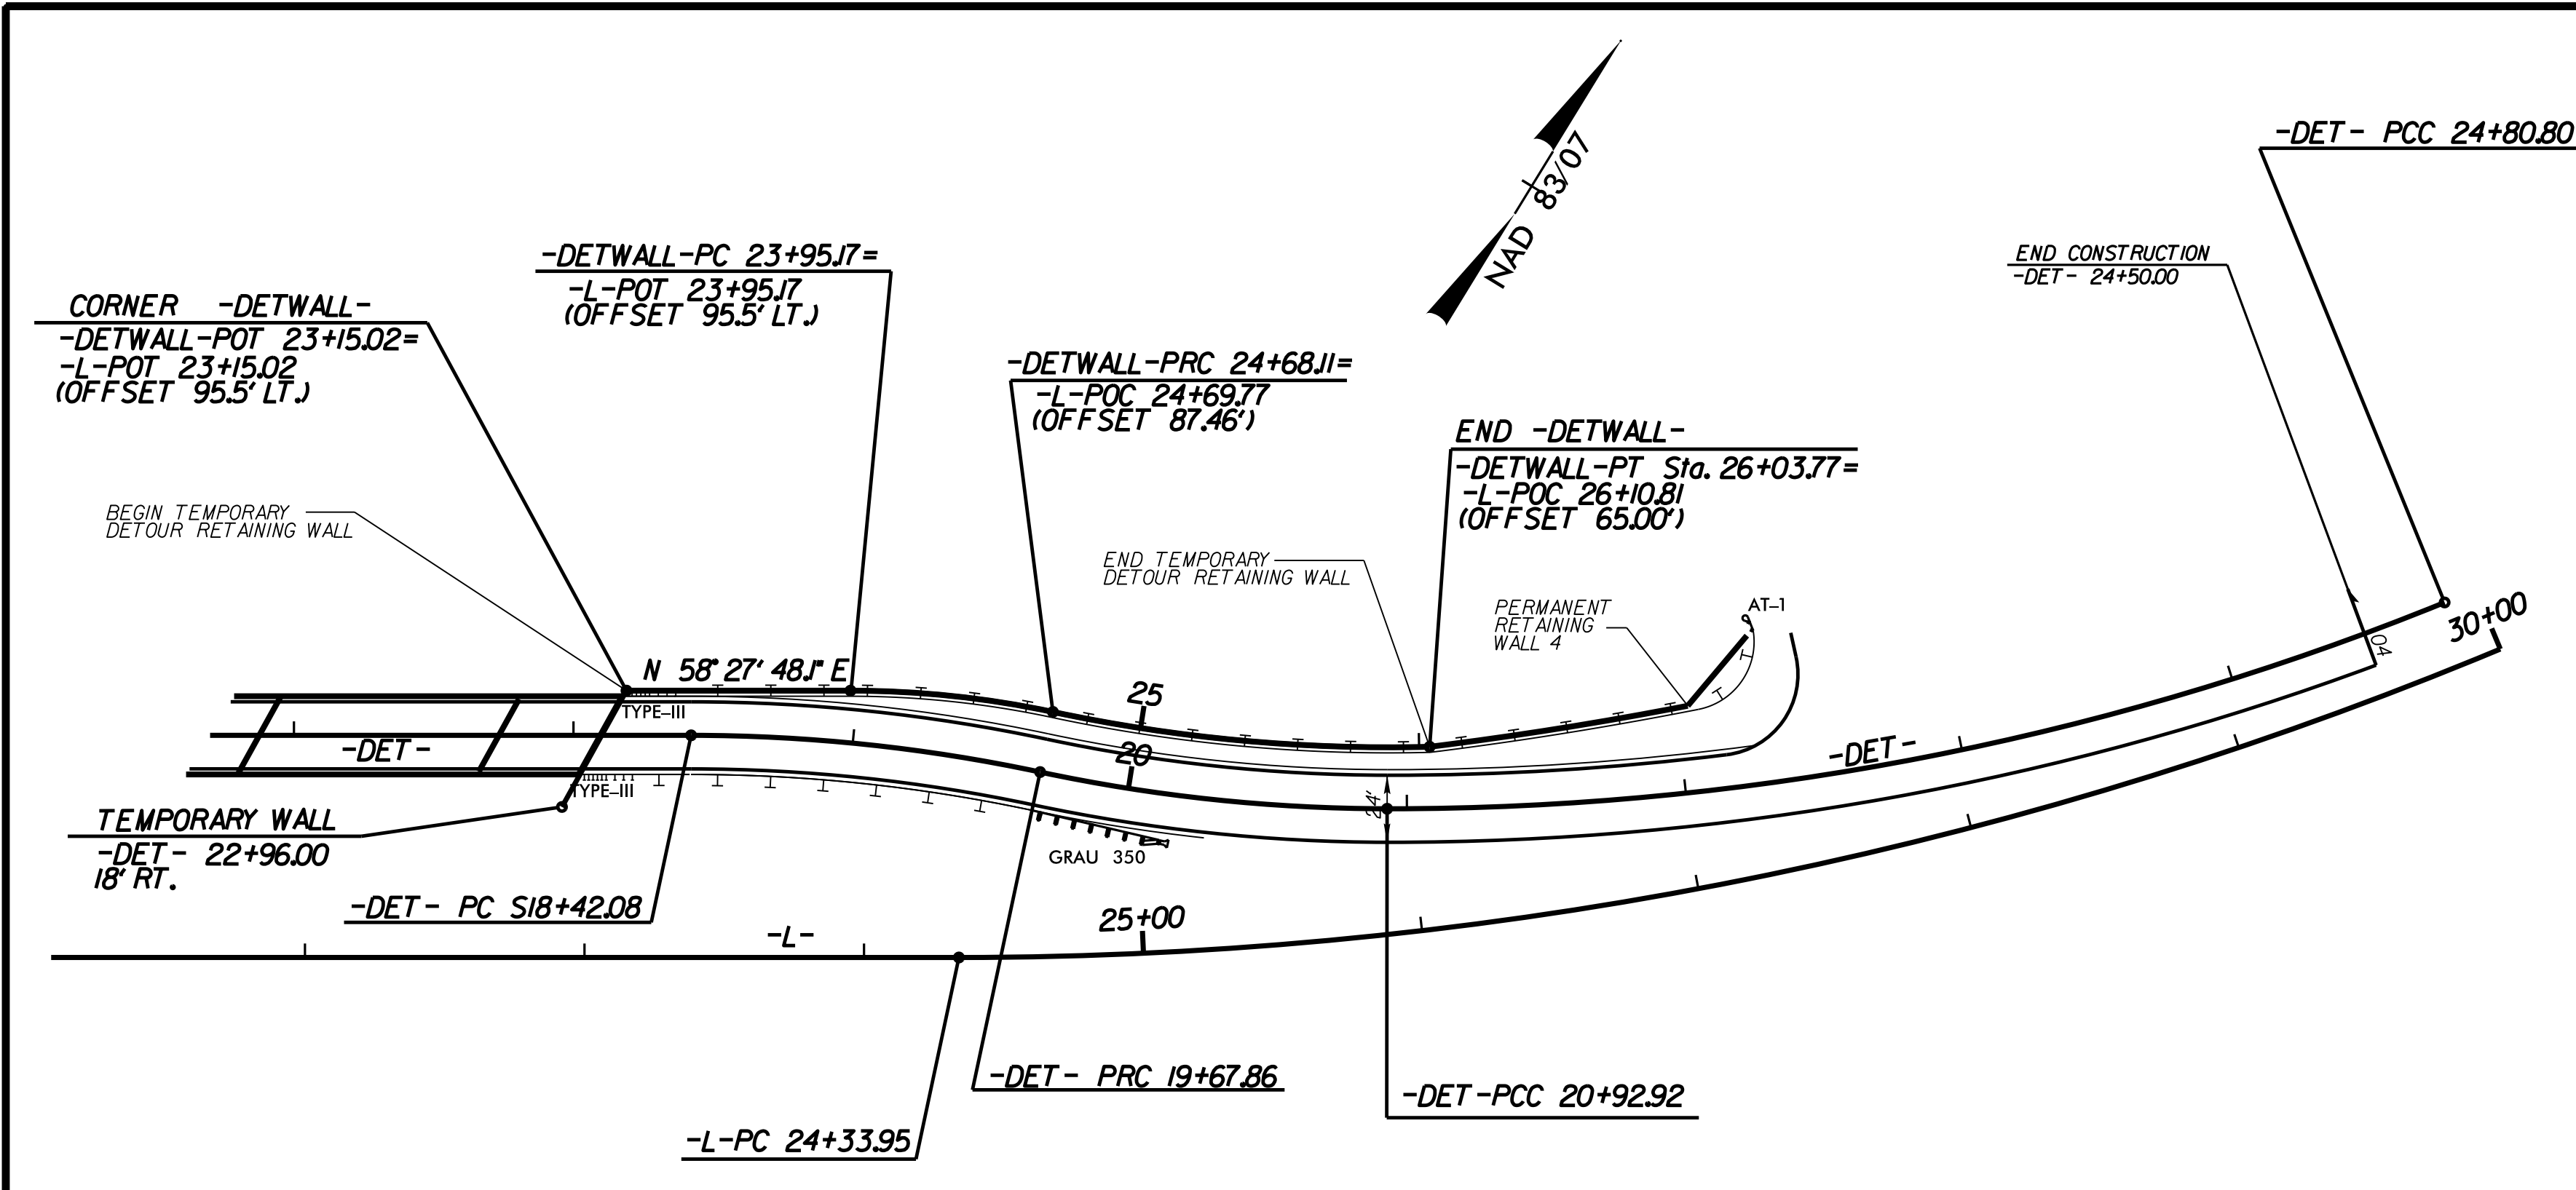 -DET- PCC 24+80.80
NAD 83/07
END CONSTRUCTION
-DET- 24+50.00
-DETWALL-PC 23+95.17=
-L-POT 23+95.17
(OFFSET 95.5' LT.)
CORNER -DETWALL-
-DETWALL-POT 23+15.02=
-L-POT 23+15.02
(OFFSET 95.5' LT.)
-DETWALL-PRC 24+68.11=
-L-POC 24+69.77
(OFFSET 87.46')
END -DETWALL-
-DETWALL-PT Sta. 26+03.77=
-L-POC 26+10.81
(OFFSET 65.00')
BEGIN TEMPORARY
DETOUR RETAINING WALL
END TEMPORARY
DETOUR RETAINING WALL
PERMANENT
RETAINING
WALL 4
AT-1
30+00
04
N 58° 27' 48.1" E
25
TYPE-III
20
-DET-
-DET-
TYPE-III
24'
TEMPORARY WALL
-DET- 22+96.00
18' RT.
GRAU 350
-DET- PC S18+42.08
25+00
-L-
-DET- PRC 19+67.86
-DET-PCC 20+92.92
-L-PC 24+33.95